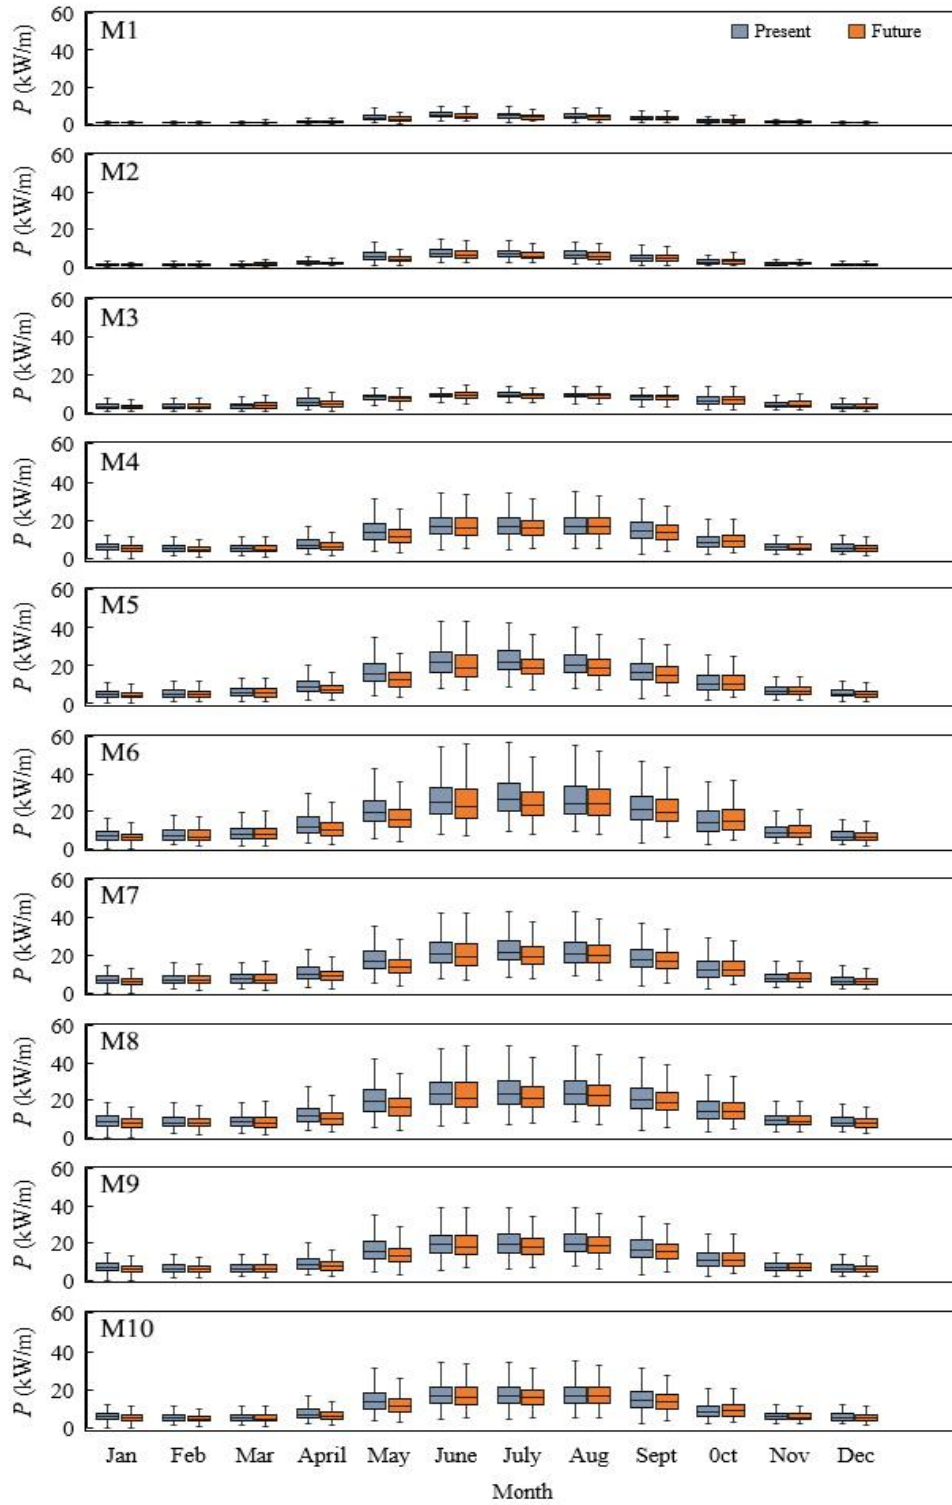 M1
Present Future
P (kW/m)
60
40
20
0
M2
P (kW/m)
60
40
20
0
M3
P (kW/m)
60
40
20
0
M4
P (kW/m)
60
40
20
0
M5
P (kW/m)
60
40
20
0
M6
P (kW/m)
60
40
20
0
M7
P (kW/m)
60
40
20
0
M8
P (kW/m)
60
40
20
0
M9
P (kW/m)
60
40
20
0
M10
P (kW/m)
60
40
20
0
Jan Feb Mar April May June July Aug Sept 0ct Nov Dec
Month